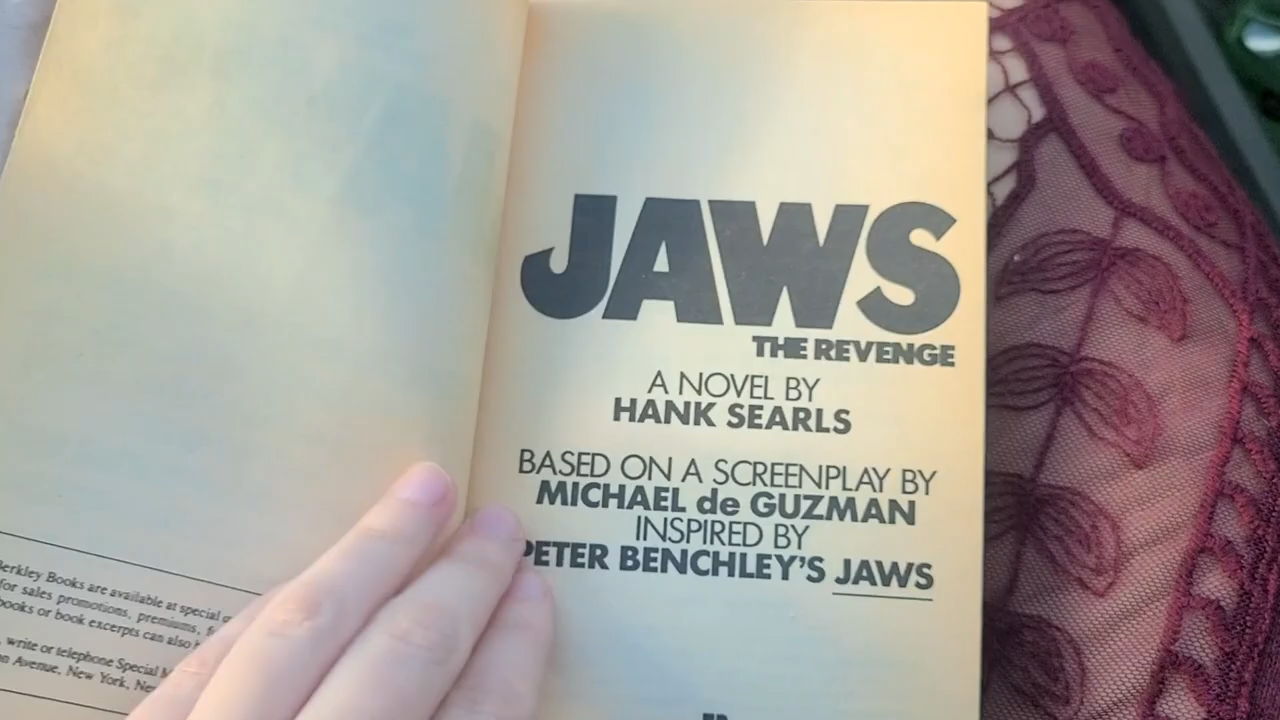 Berkley Books are available at special
for sales promotions, premiums,
books or book excerpts can also
write or telephone Special
Avenue, New York,
JAWS
THE REVENGE
A NOVEL BY
HANK SEARLS
BASED ON A SCREENPLAY BY
MICHAEL de GUZMAN
INSPIRED BY
PETER BENCHLEY'S JAWS